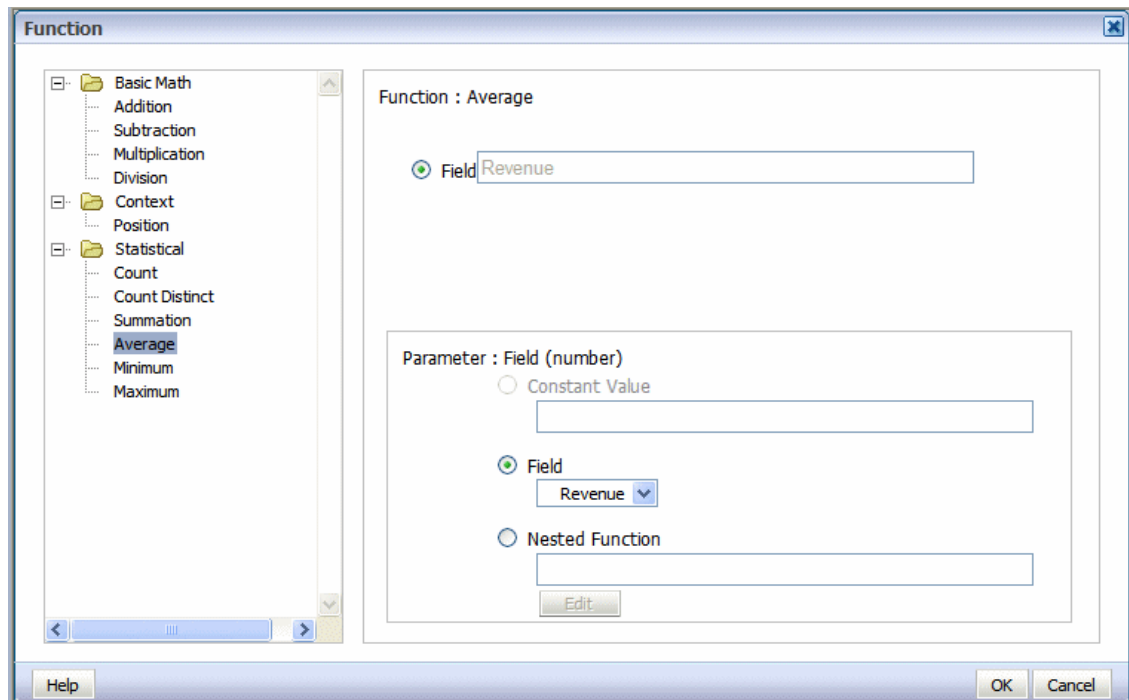 Function
Basic Math
Addition
Subtraction
Multiplication
Division
Context
Position
Statistical
Count
Count Distinct
Summation
Average
Minimum
Maximum
Function : Average
Field Revenue
Parameter : Field (number)
Constant Value
Field
Revenue
Nested Function
Edit
Help
OK
Cancel